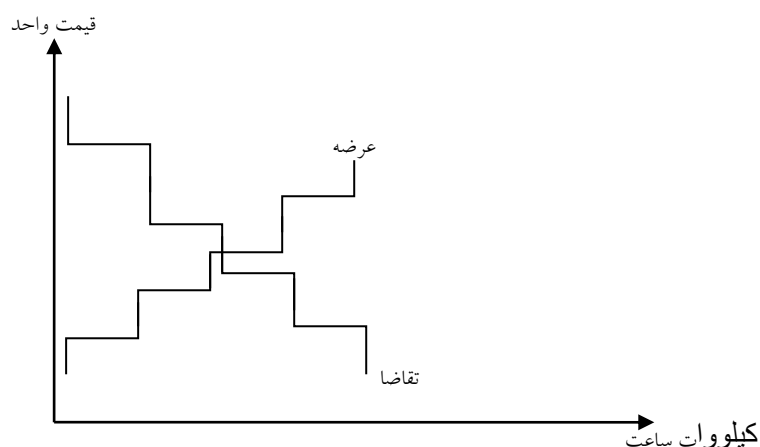 قیمت واحد
عرضه
تقاضا
کیلووات ساعت